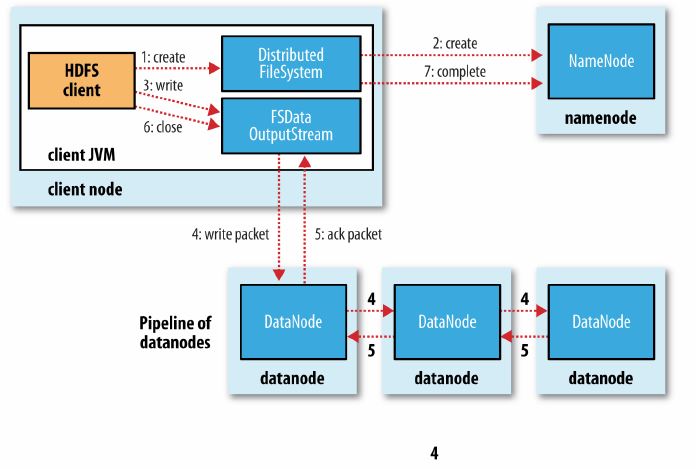 HDFS
client
1: create
3: write
6: close
Distributed
FileSystem
FSData
OutputStream
client JVM
client node
2: create
7: complete
NameNode
namenode
4: write packet
5: ack packet
Pipeline of
datanodes
DataNode
4
5
DataNode
4
5
DataNode
datanode
datanode
datanode
4